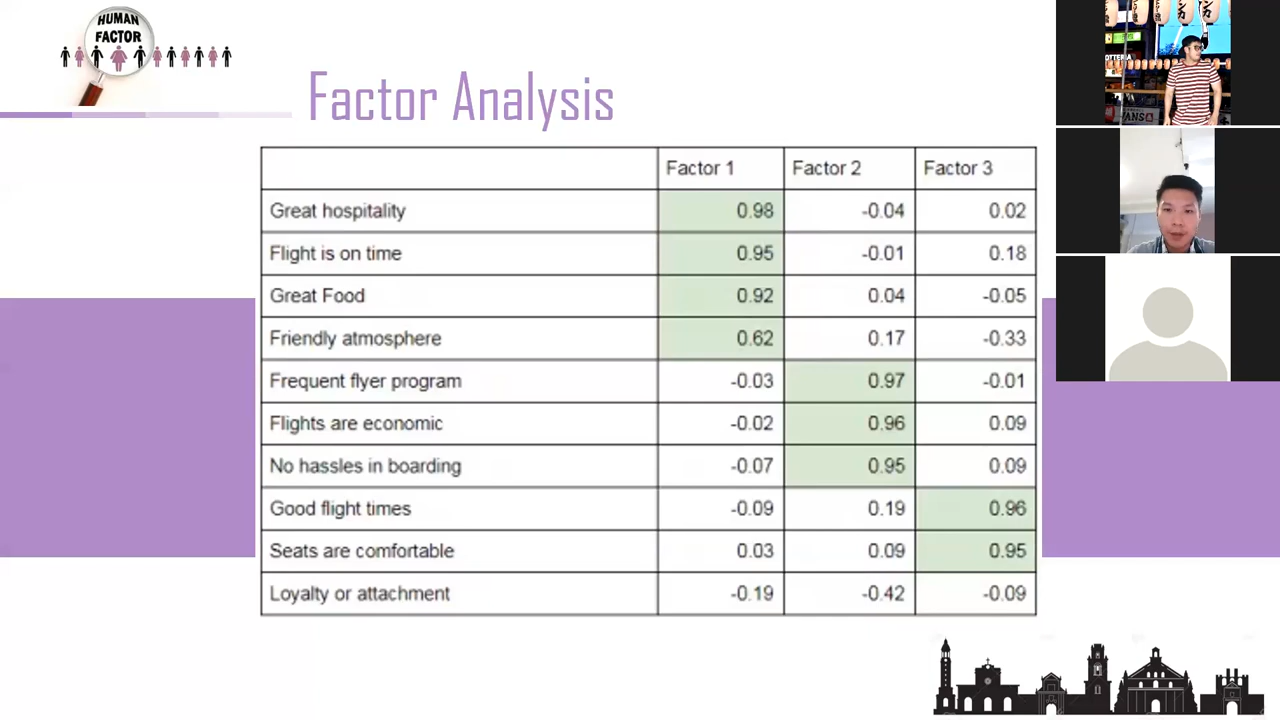 HUMAN
FACTOR
Factor Analysis
Factor 1 Factor 2 Factor 3
Great hospitality 0.98 -0.04 0.02
Flight is on time 0.95 -0.01 0.18
Great Food 0.92 0.04 -0.05
Friendly atmosphere 0.62 0.17 -0.33
Frequent flyer program -0.03 0.97 -0.01
Flights are economic -0.02 0.96 0.09
No hassles in boarding -0.07 0.95 0.09
Good flight times -0.09 0.19 0.96
Seats are comfortable 0.03 0.09 0.95
Loyalty or attachment -0.19 -0.42 -0.09